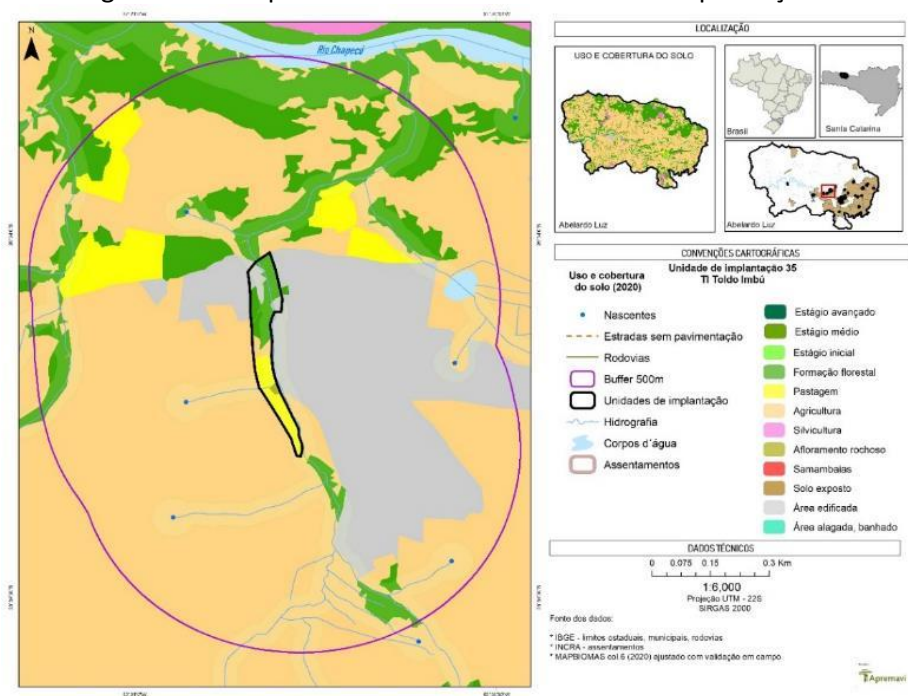 N
Rio Chapecó
LOCALIZAÇÃO
USO E COBERTURA DO SOLO
Abelardo Luz
Brasil
Santa Catarina
Abelardo Luz
CONVENÇÕES CARTOGRÁFICAS
Uso e cobertura do solo (2020)
Unidade de implantação 35
TI Toldo Imbú
Nascentes
Estradas sem pavimentação
Rodovias
Buffer 500m
Unidades de implantação
Hidrografia
Corpos d´água
Assentamentos
Estágio avançado
Estágio médio
Estágio inicial
Formação florestal
Pastagem
Agricultura
Silvicultura
Afloramento rochoso
Samambaias
Solo exposto
Área edificada
Área alagada, banhado
DADOS TÉCNICOS
0 0.075 0.15 0.3 Km
1:6,000
Projeção UTM - 22S
SIRGAS 2000
Fonte dos dados:
* IBGE - limites estaduais, municipais, rodovias
* INCRA - assentamentos
* MAPBIOMAS col.6 (2020) ajustado com validação em campo
Apremavi